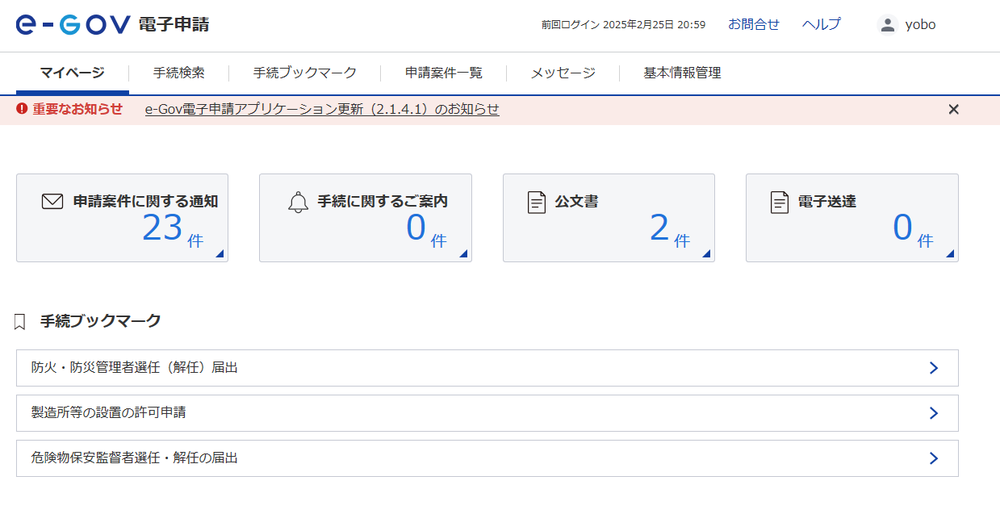 e-GOV 電子申請
前回ログイン 2025年2月25日 20:59 お問合せ ヘルプ yobo
マイページ 手続検索 手続ブックマーク 申請案件一覧 メッセージ 基本情報管理
重要なお知らせ e-Gov電子申請アプリケーション更新（2.1.4.1）のお知らせ
申請案件に関する通知
23 件
手続に関するご案内
0 件
公文書
2 件
電子送達
0 件
手続ブックマーク
防火・防災管理者選任（解任）届出
製造所等の設置の許可申請
危険物保安監督者選任・解任の届出